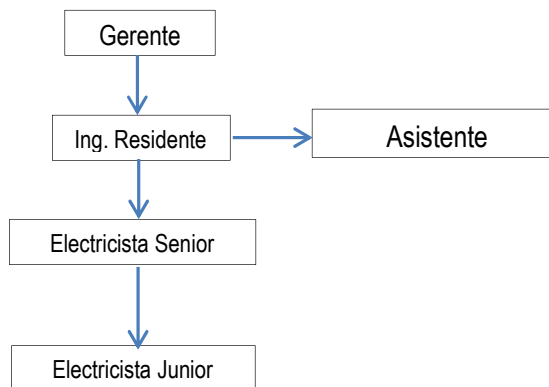 Gerente
Ing. Residente
Asistente
Electricista Senior
Electricista Junior